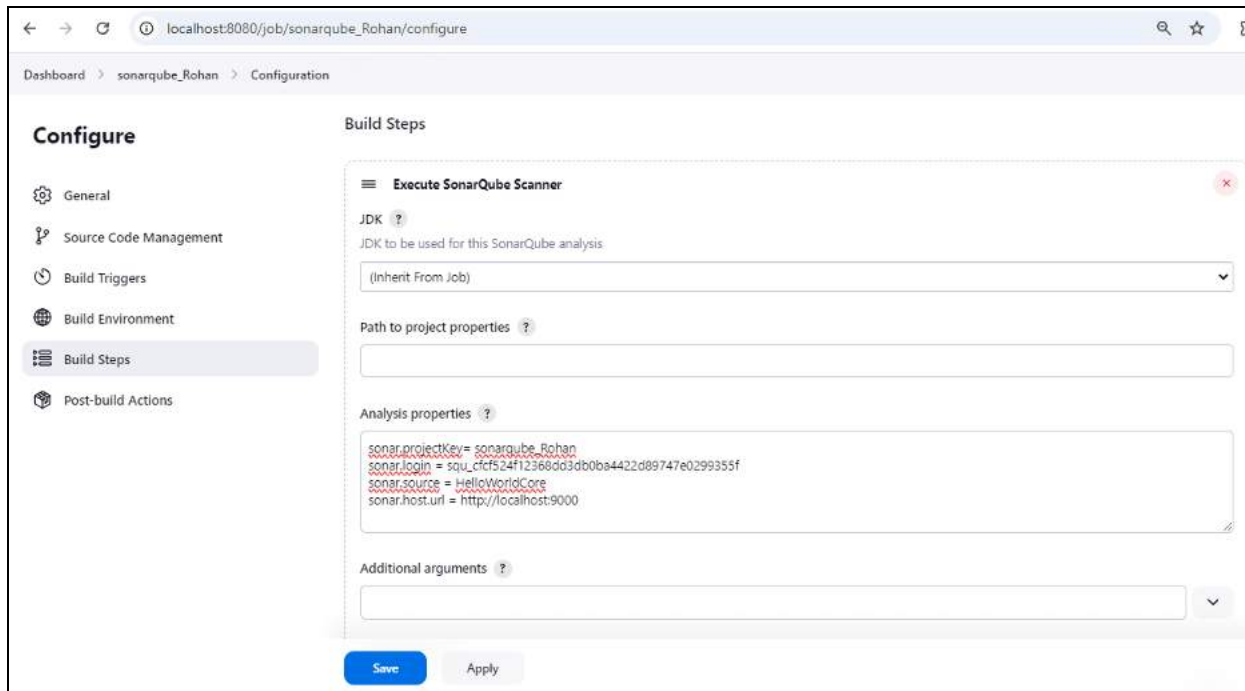 localhost:8080/job/sonarqube_Rohan/configure
Dashboard > sonarqube_Rohan > Configuration
Configure
General
Source Code Management
Build Triggers
Build Environment
Build Steps
Post-build Actions
Build Steps
Execute SonarQube Scanner
JDK ?
JDK to be used for this SonarQube analysis
(Inherit From Job)
Path to project properties ?
Analysis properties ?
sonar.projectKey= sonarqube_Rohan
sonar.login = squ_cfcf524f12368dd3db0ba4422d89747e0299355f
sonar.source = HelloWorldCore
sonar.host.url = http://localhost:9000
Additional arguments ?
Save
Apply